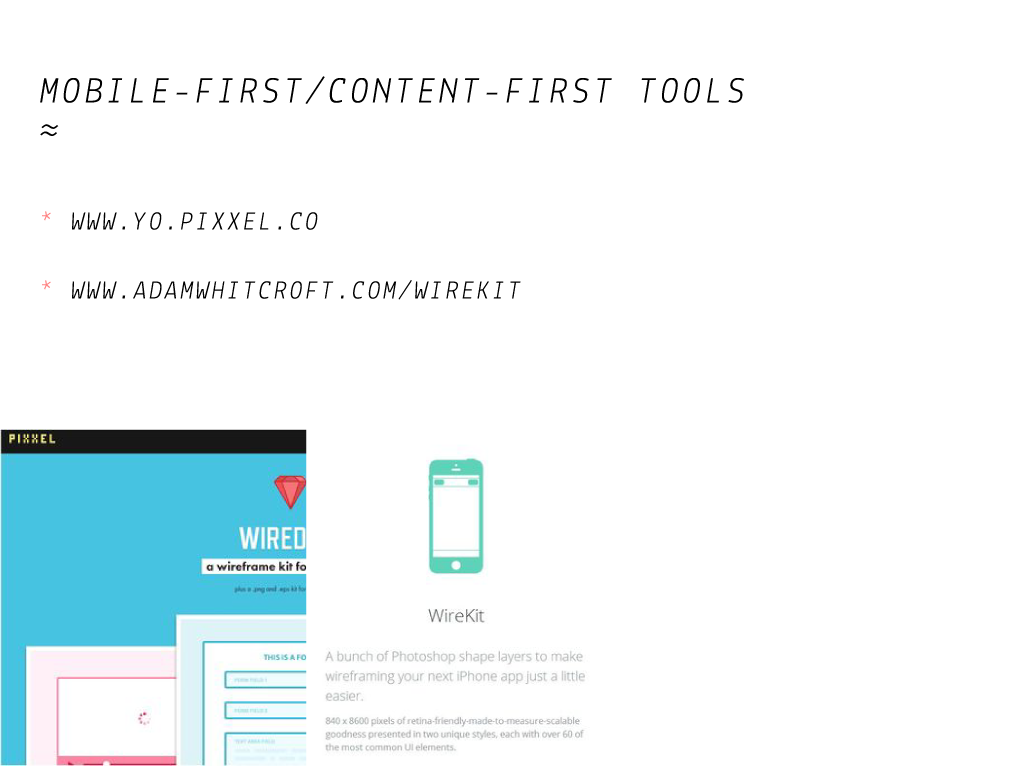 MOBILE-FIRST/CONTENT-FIRST TOOLS
≈
* WWW.YO.PIXXEL.CO
* WWW.ADAMWHITCROFT.COM/WIREKIT
PIXXEL
WIRED
a wireframe kit fo
plus a .png and .eps kit for
THIS IS A FO
FORM FIELD 1
FORM FIELD 2
TEXT AREA FIELD
WireKit
A bunch of Photoshop shape layers to make
wireframing your next iPhone app just a little
easier.
840 x 8600 pixels of retina-friendly-made-to-measure-scalable
goodness presented in two unique styles, each with over 60 of
the most common UI elements.